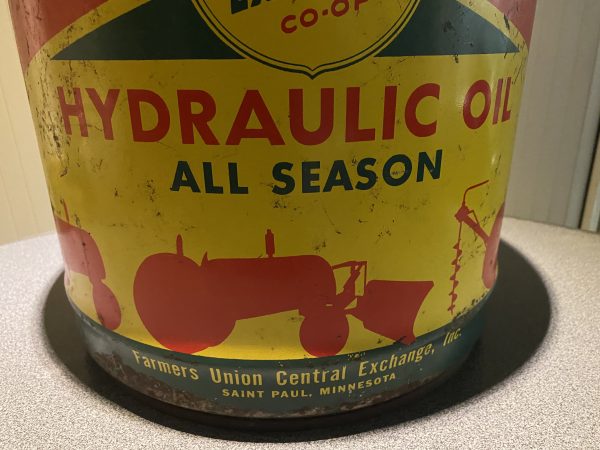 CO-OP
HYDRAULIC OIL
ALL SEASON
Farmers Union Central Exchange, Inc.
SAINT PAUL, MINNESOTA